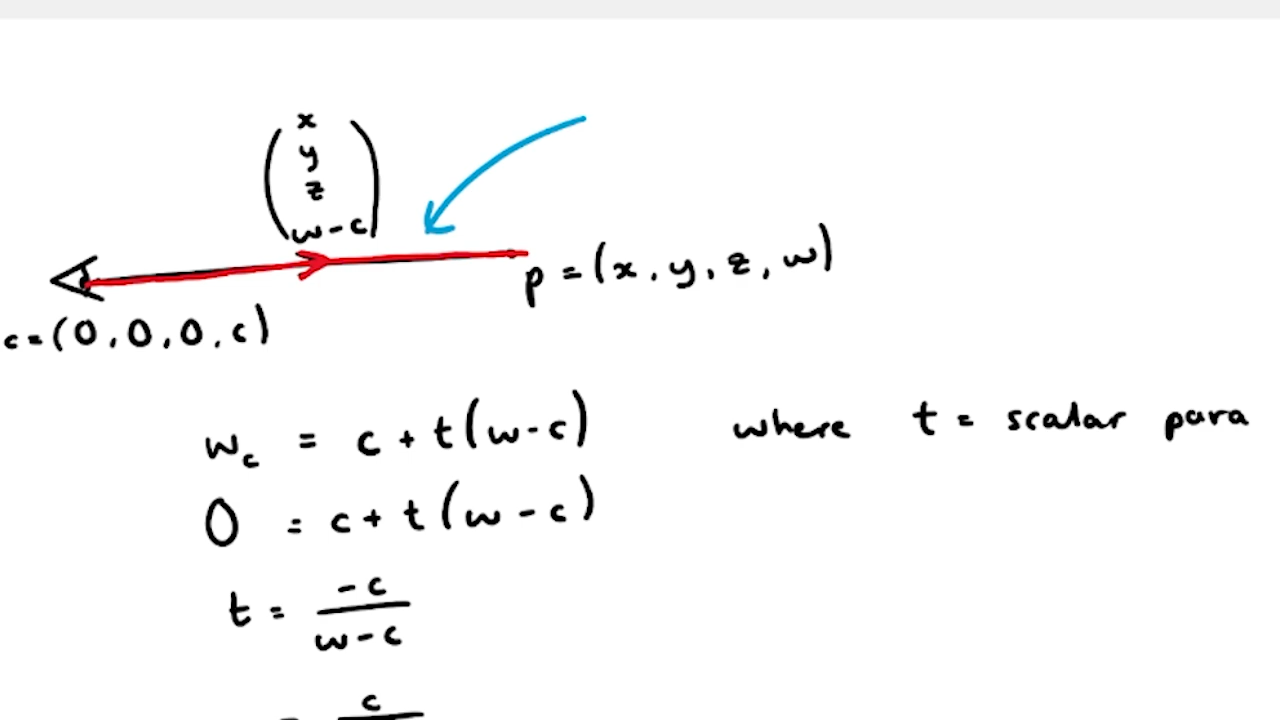 x
y
z
w-c
p = (x, y, z, w)
c = (0, 0, 0, c)
w_c = c + t(w-c) where t = scalar para
0 = c + t(w-c)
t = -c
w-c
= c